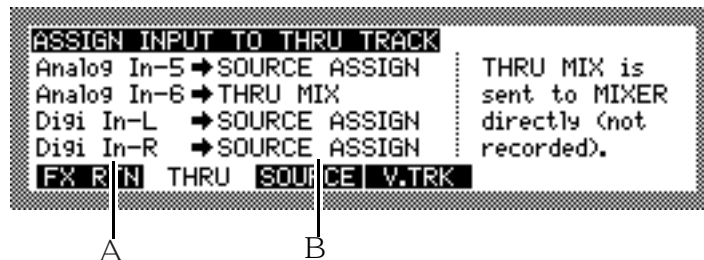 ASSIGN INPUT TO THRU TRACK
Analog In-5➡SOURCE ASSIGN
Analog In-6➡THRU MIX
Digi In-L ➡SOURCE ASSIGN
Digi In-R ➡SOURCE ASSIGN
THRU MIX is
sent to MIXER
directly (not
recorded).
FX RTN THRU SOURCE V.TRK
A B